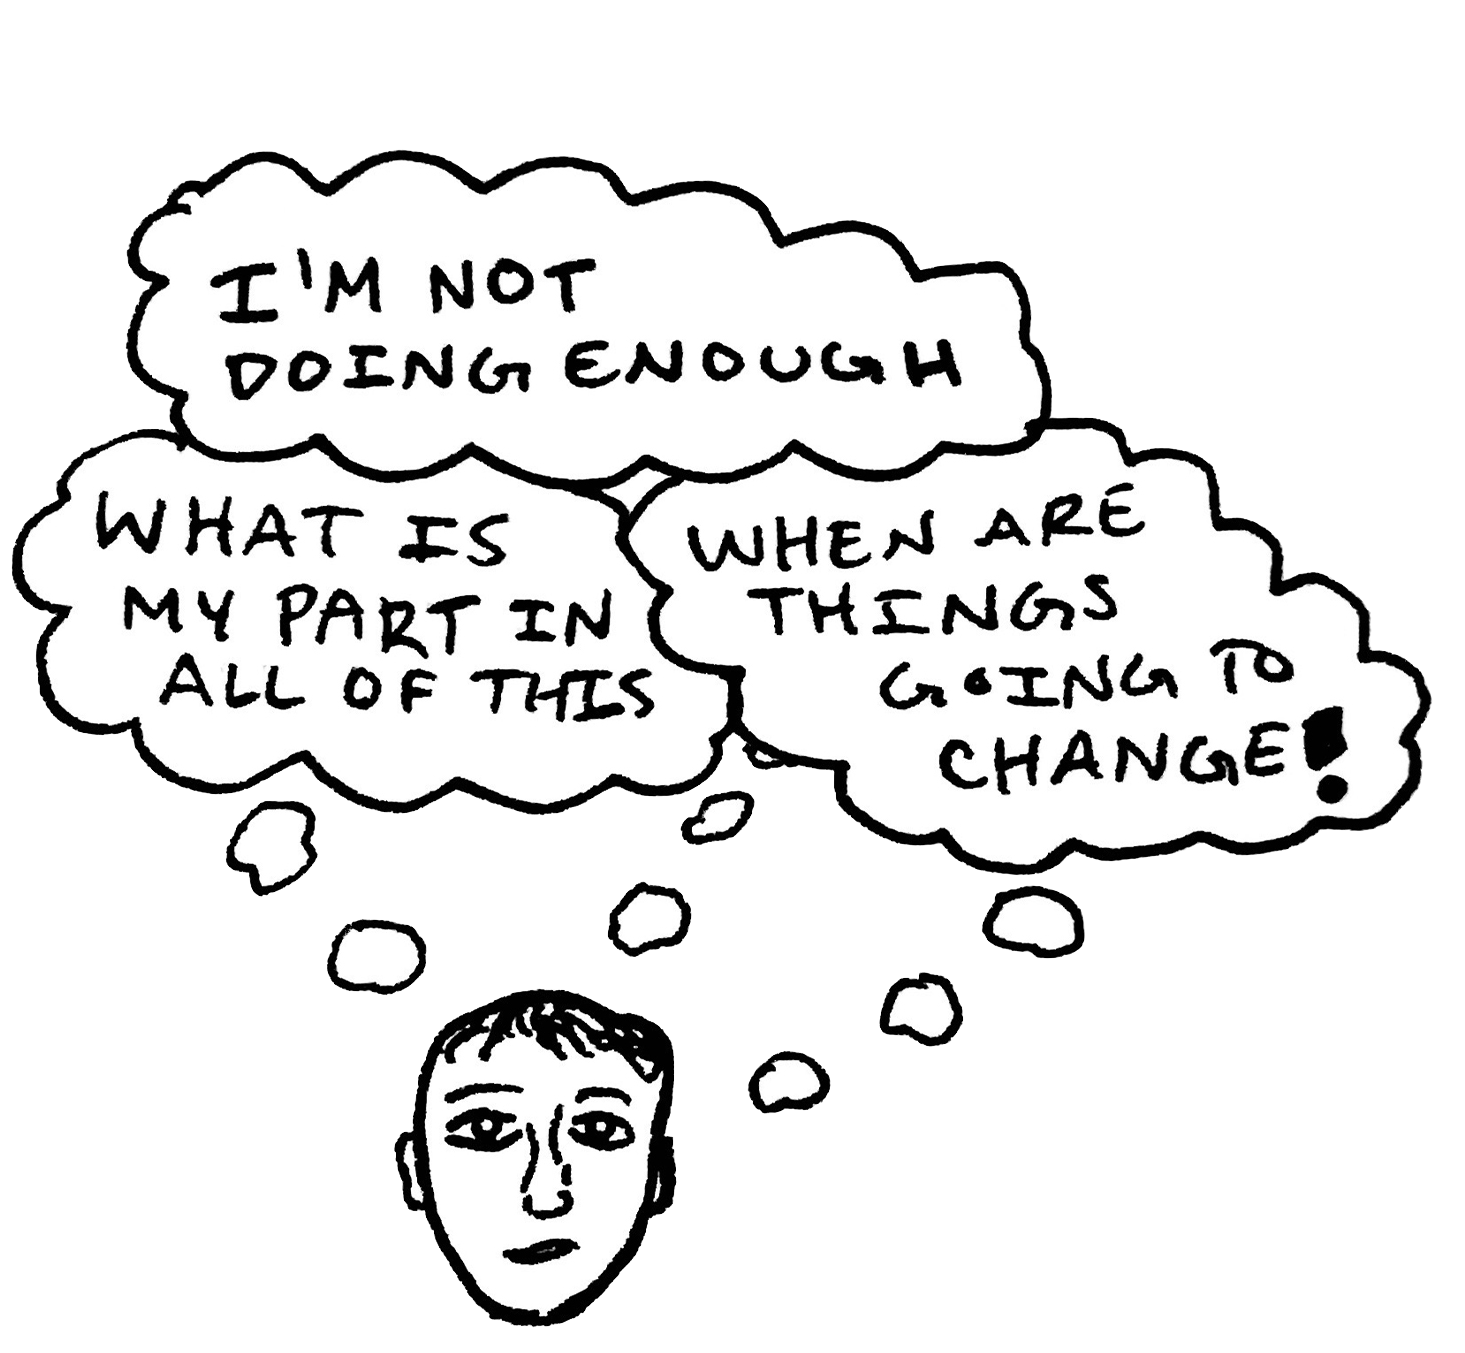 I'M NOT
DOING ENOUGH
WHAT IS
MY PART IN
ALL OF THIS
WHEN ARE
THINGS
GOING TO
CHANGE!